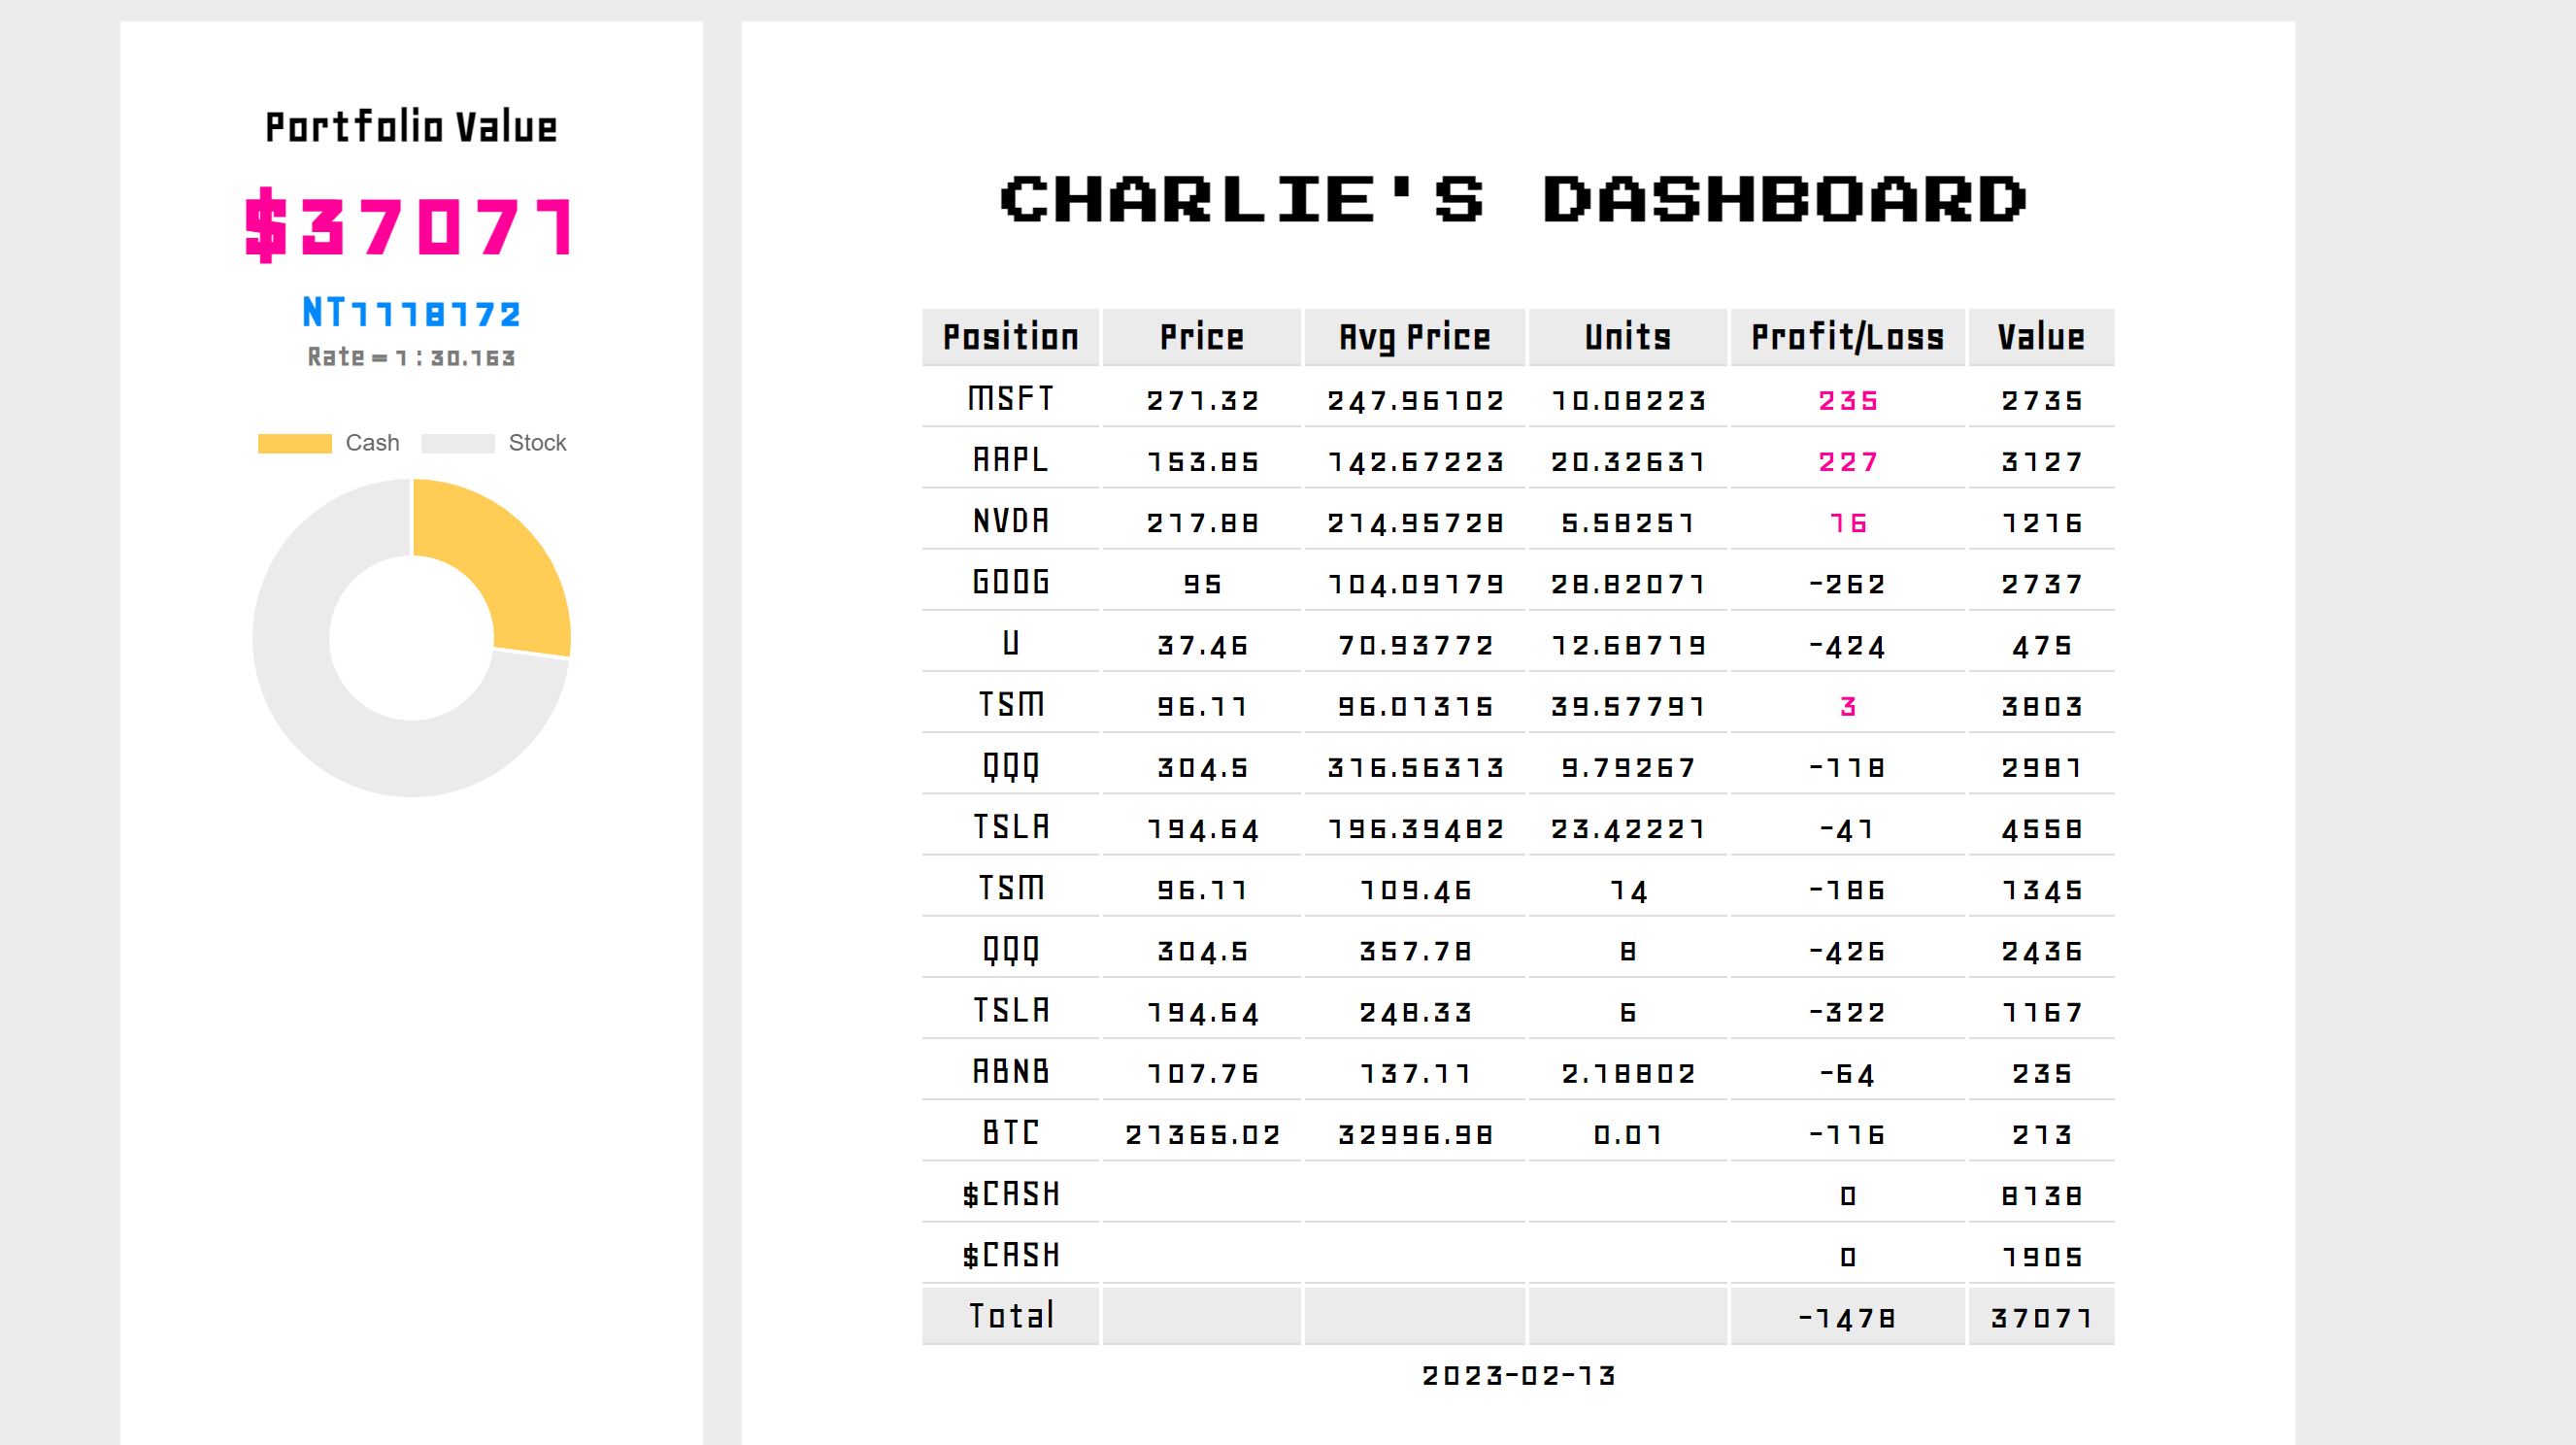 Portfolio Value
$37071
NT1118172
Rate = 1 : 30.163
Cash Stock
CHARLIE'S DASHBOARD
Position Price Avg Price Units Profit/Loss Value
MSFT 271.32 247.96102 10.08223 235 2735
AAPL 153.85 142.67223 20.32631 227 3127
NVDA 217.88 214.95728 5.58251 16 1216
GOOG 95 104.09179 28.82071 -262 2737
U 37.46 70.93772 12.68719 -424 475
TSM 96.11 96.01315 39.57791 3 3803
QQQ 304.5 316.56313 9.79267 -118 2981
TSLA 194.64 196.39482 23.42221 -41 4558
TSM 96.11 109.46 14 -186 1345
QQQ 304.5 357.78 8 -426 2436
TSLA 194.64 248.33 6 -322 1167
ABNB 107.76 137.11 2.18802 -64 235
BTC 21365.02 32996.98 0.01 -116 213
$CASH 0 8138
$CASH 0 1905
Total -1478 37071
2023-02-13